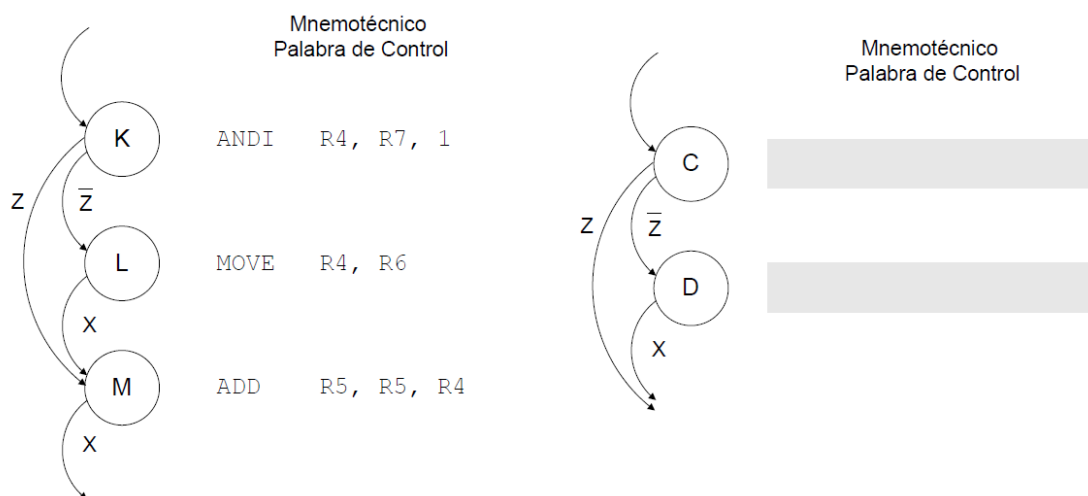 Mnemotécnico
Palabra de Control
K
ANDI R4, R7, 1
Z
Z̅
L
MOVE R4, R6
X
M
ADD R5, R5, R4
X
Mnemotécnico
Palabra de Control
C
Z
Z̅
D
X